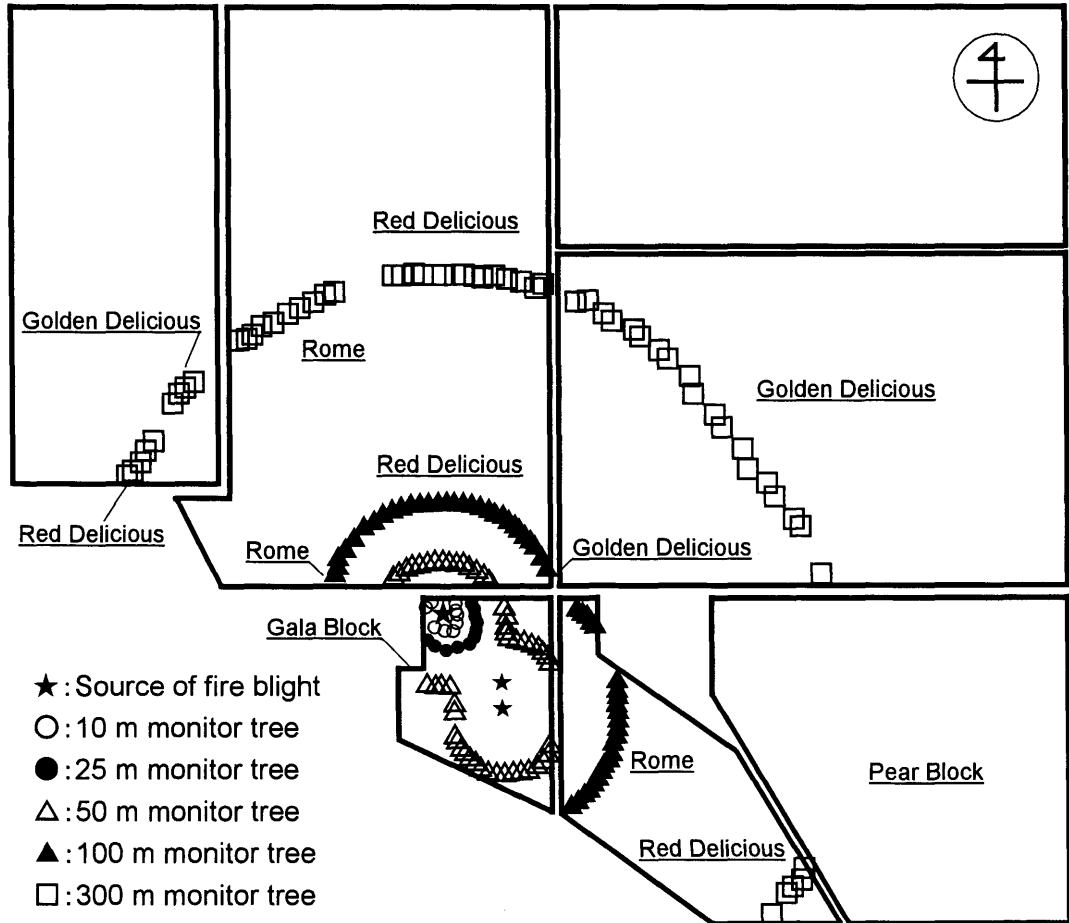 Red Delicious
Golden Delicious
Rome
Golden Delicious
Red Delicious
Red Delicious
Rome
Golden Delicious
Gala Block
★: Source of fire blight
○: 10 m monitor tree
●: 25 m monitor tree
△: 50 m monitor tree
▲: 100 m monitor tree
□: 300 m monitor tree
Rome
Pear Block
Red Delicious